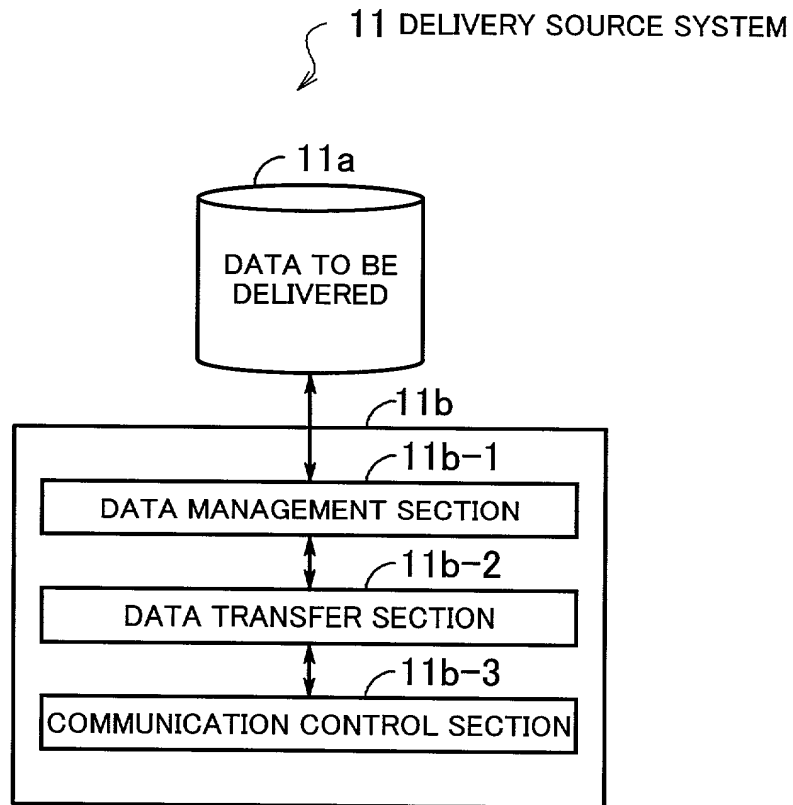 11 DELIVERY SOURCE SYSTEM
11a
DATA TO BE
DELIVERED
11b
11b-1
DATA MANAGEMENT SECTION
11b-2
DATA TRANSFER SECTION
11b-3
COMMUNICATION CONTROL SECTION